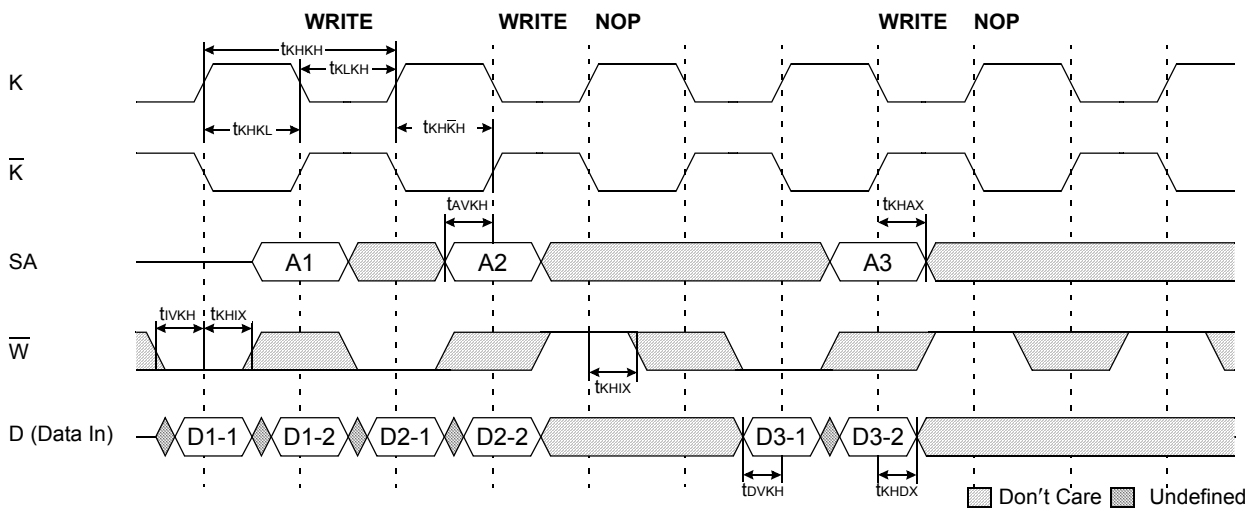 WRITE WRITE NOP WRITE NOP
tKHKH
tKLKH
K
tKHKL tKHK̅H
K̅
tAVKH tKHAX
SA A1 A2 A3
tIVKH tKHIX
W̅
tKHIX
D (Data In) D1-1 D1-2 D2-1 D2-2 D3-1 D3-2
tDVKH tKHDX
Don't Care Undefined